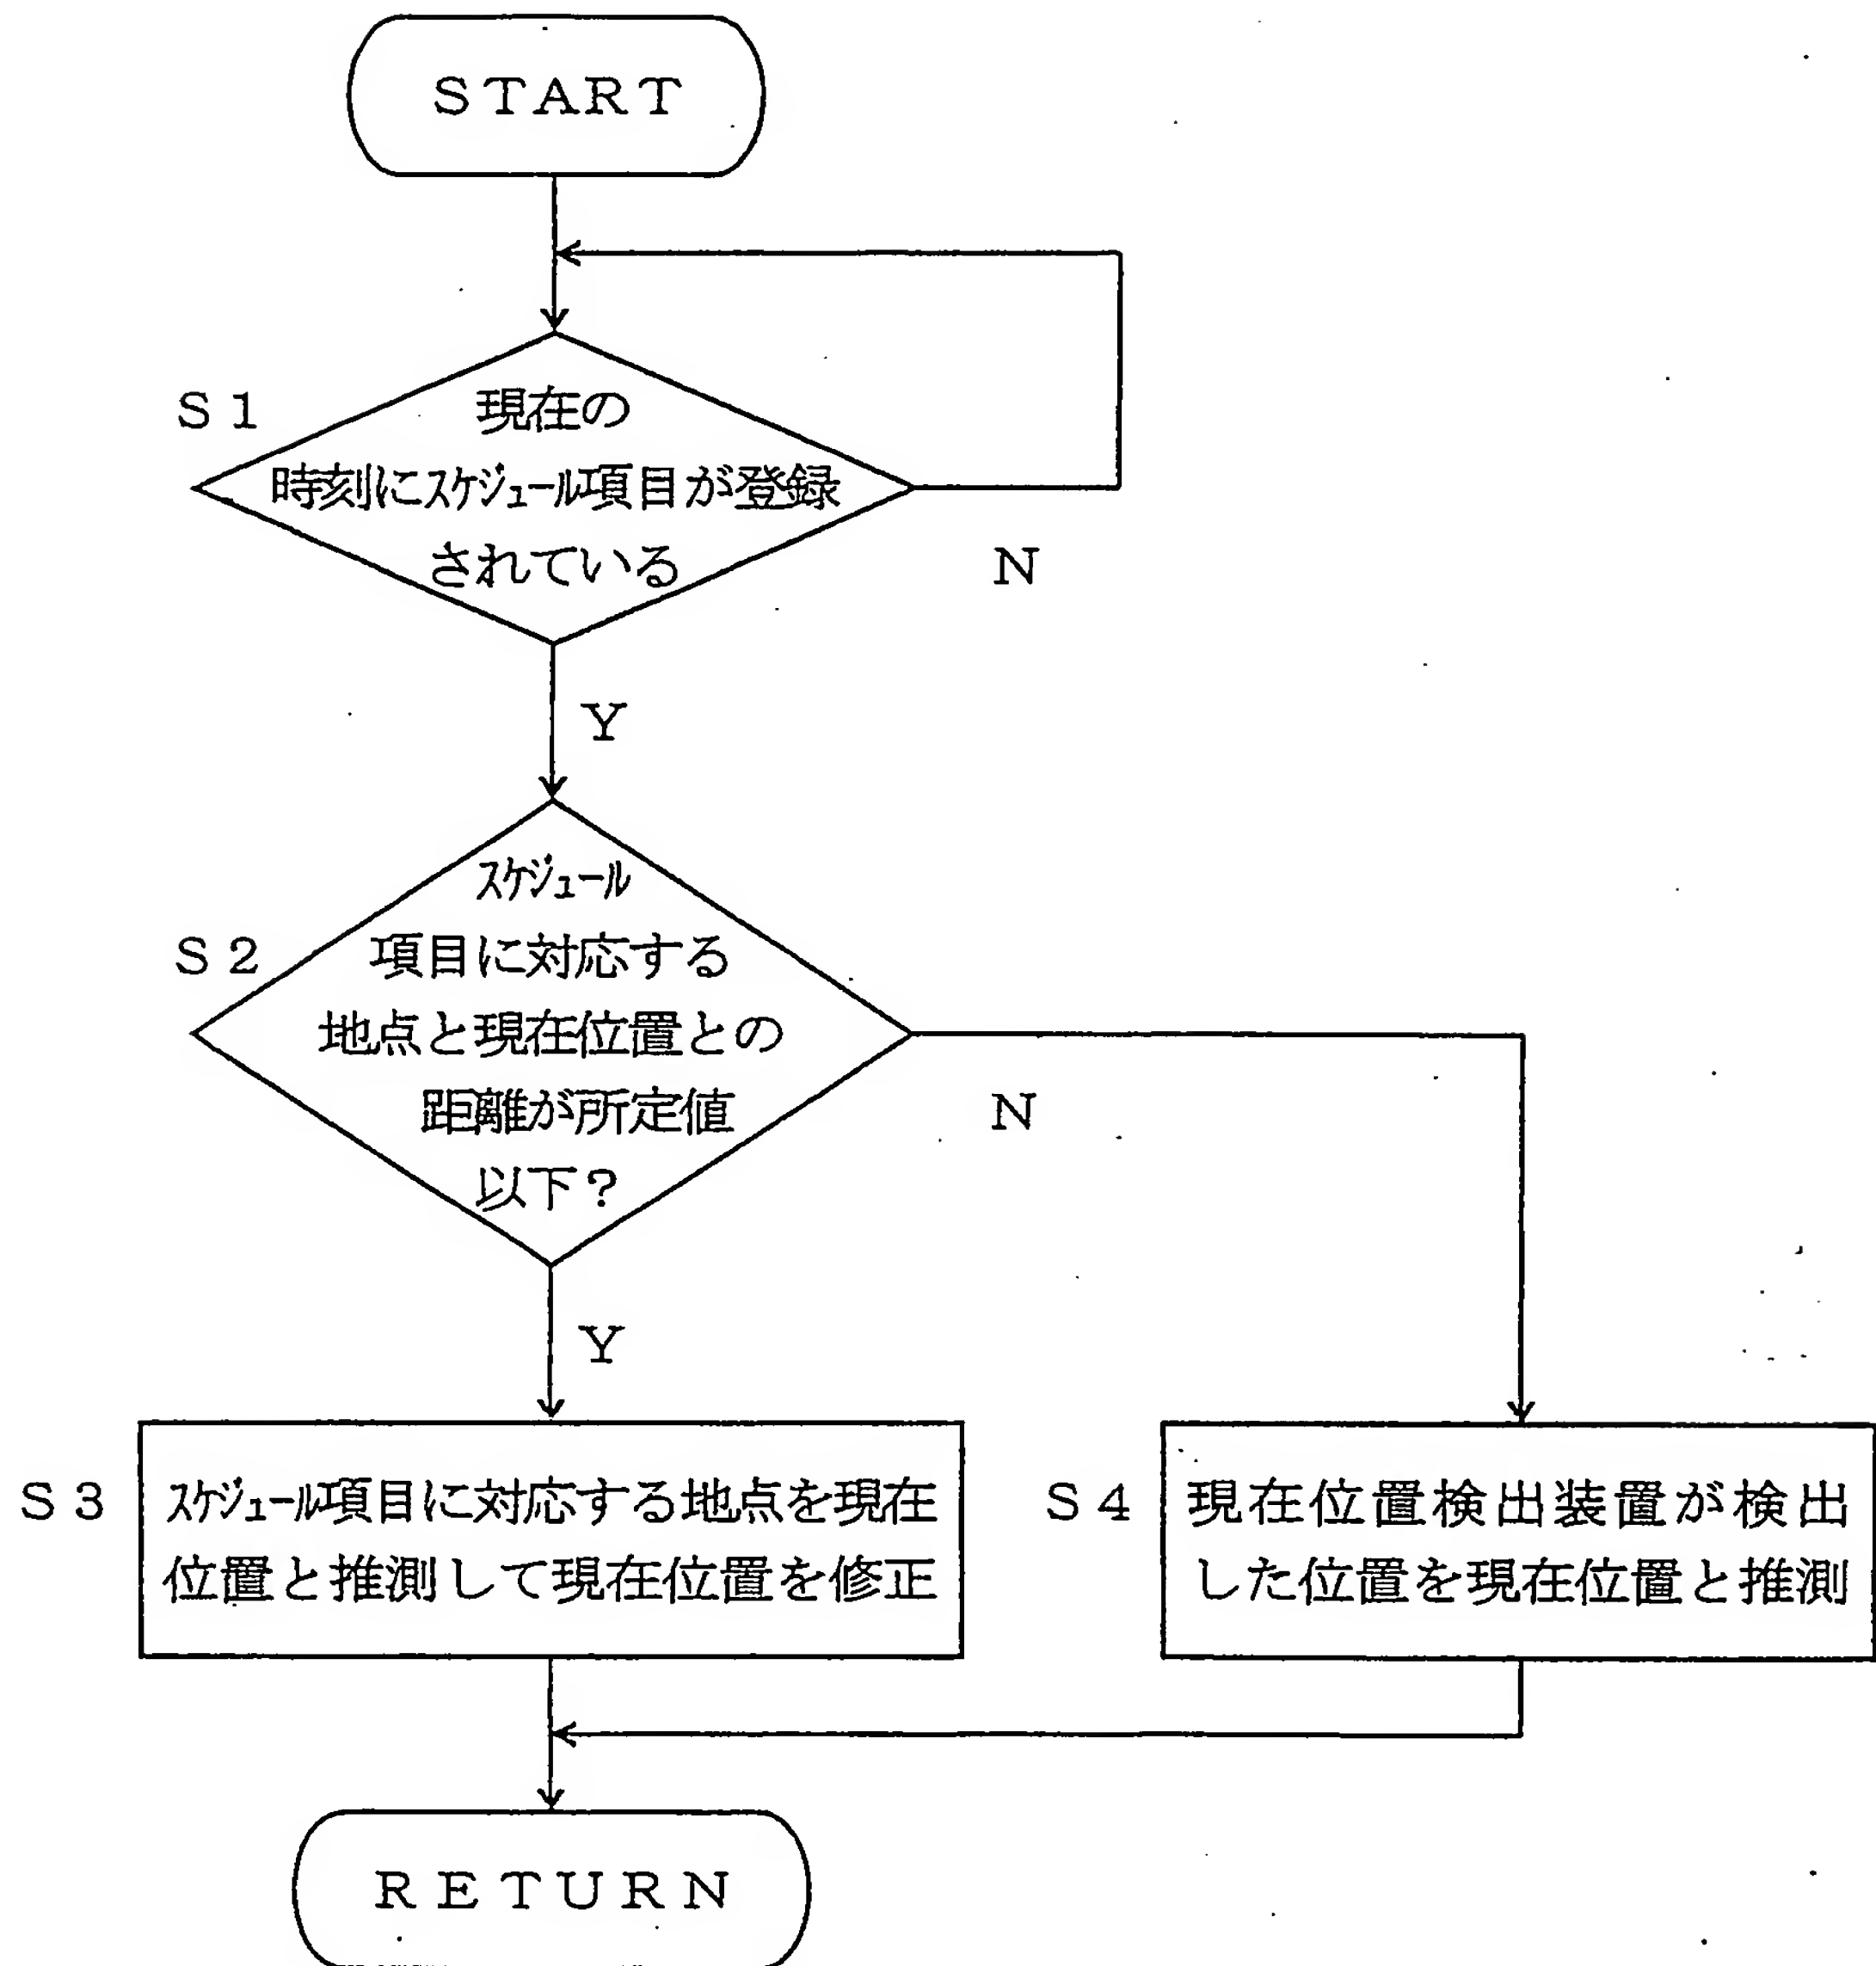 ＳＴＡＲＴ
Ｓ１
現在の
時刻にｽｹｼﾞｭｰﾙ項目が登録
されている
Ｎ
Ｙ
ｽｹｼﾞｭｰﾙ
Ｓ２
項目に対応する
地点と現在位置との
距離が所定値
以下？
Ｎ
Ｙ
Ｓ３
ｽｹｼﾞｭｰﾙ項目に対応する地点を現在
位置と推測して現在位置を修正
Ｓ４
現在位置検出装置が検出
した位置を現在位置と推測
ＲＥＴＵＲＮ